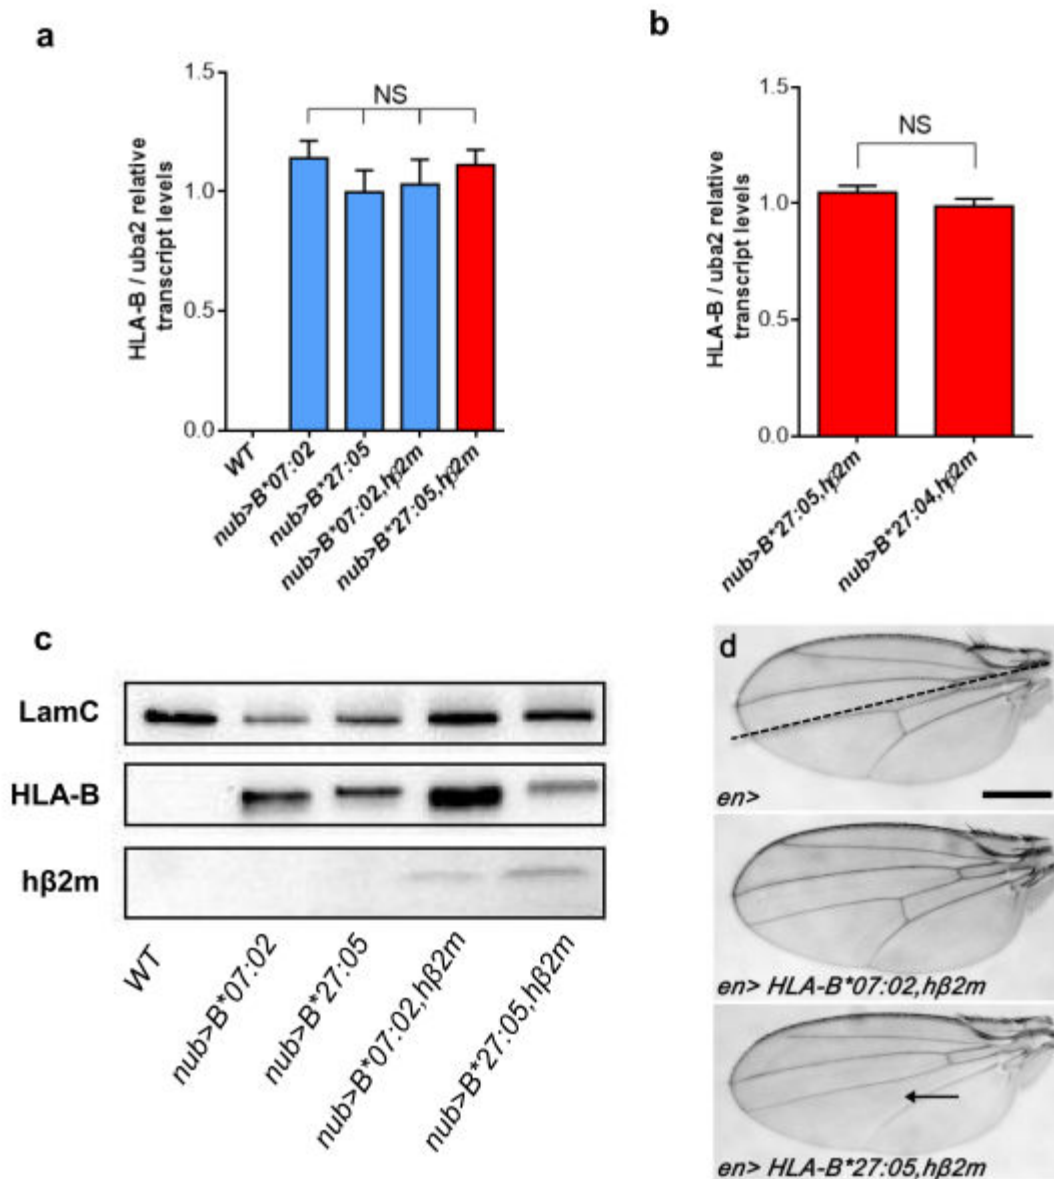 a
HLA-B / uba2 relative
transcript levels
1.5
1.0
0.5
0.0
NS
WT
nub>B*07:02
nub>B*27:05
nub>B*07:02,hβ2m
nub>B*27:05,hβ2m
b
HLA-B / uba2 relative
transcript levels
1.5
1.0
0.5
0.0
NS
nub>B*27:05,hβ2m
nub>B*27:04,hβ2m
c
LamC
HLA-B
hβ2m
WT
nub>B*07:02
nub>B*27:05
nub>B*07:02,hβ2m
nub>B*27:05,hβ2m
d
en>
en> HLA-B*07:02,hβ2m
en> HLA-B*27:05,hβ2m